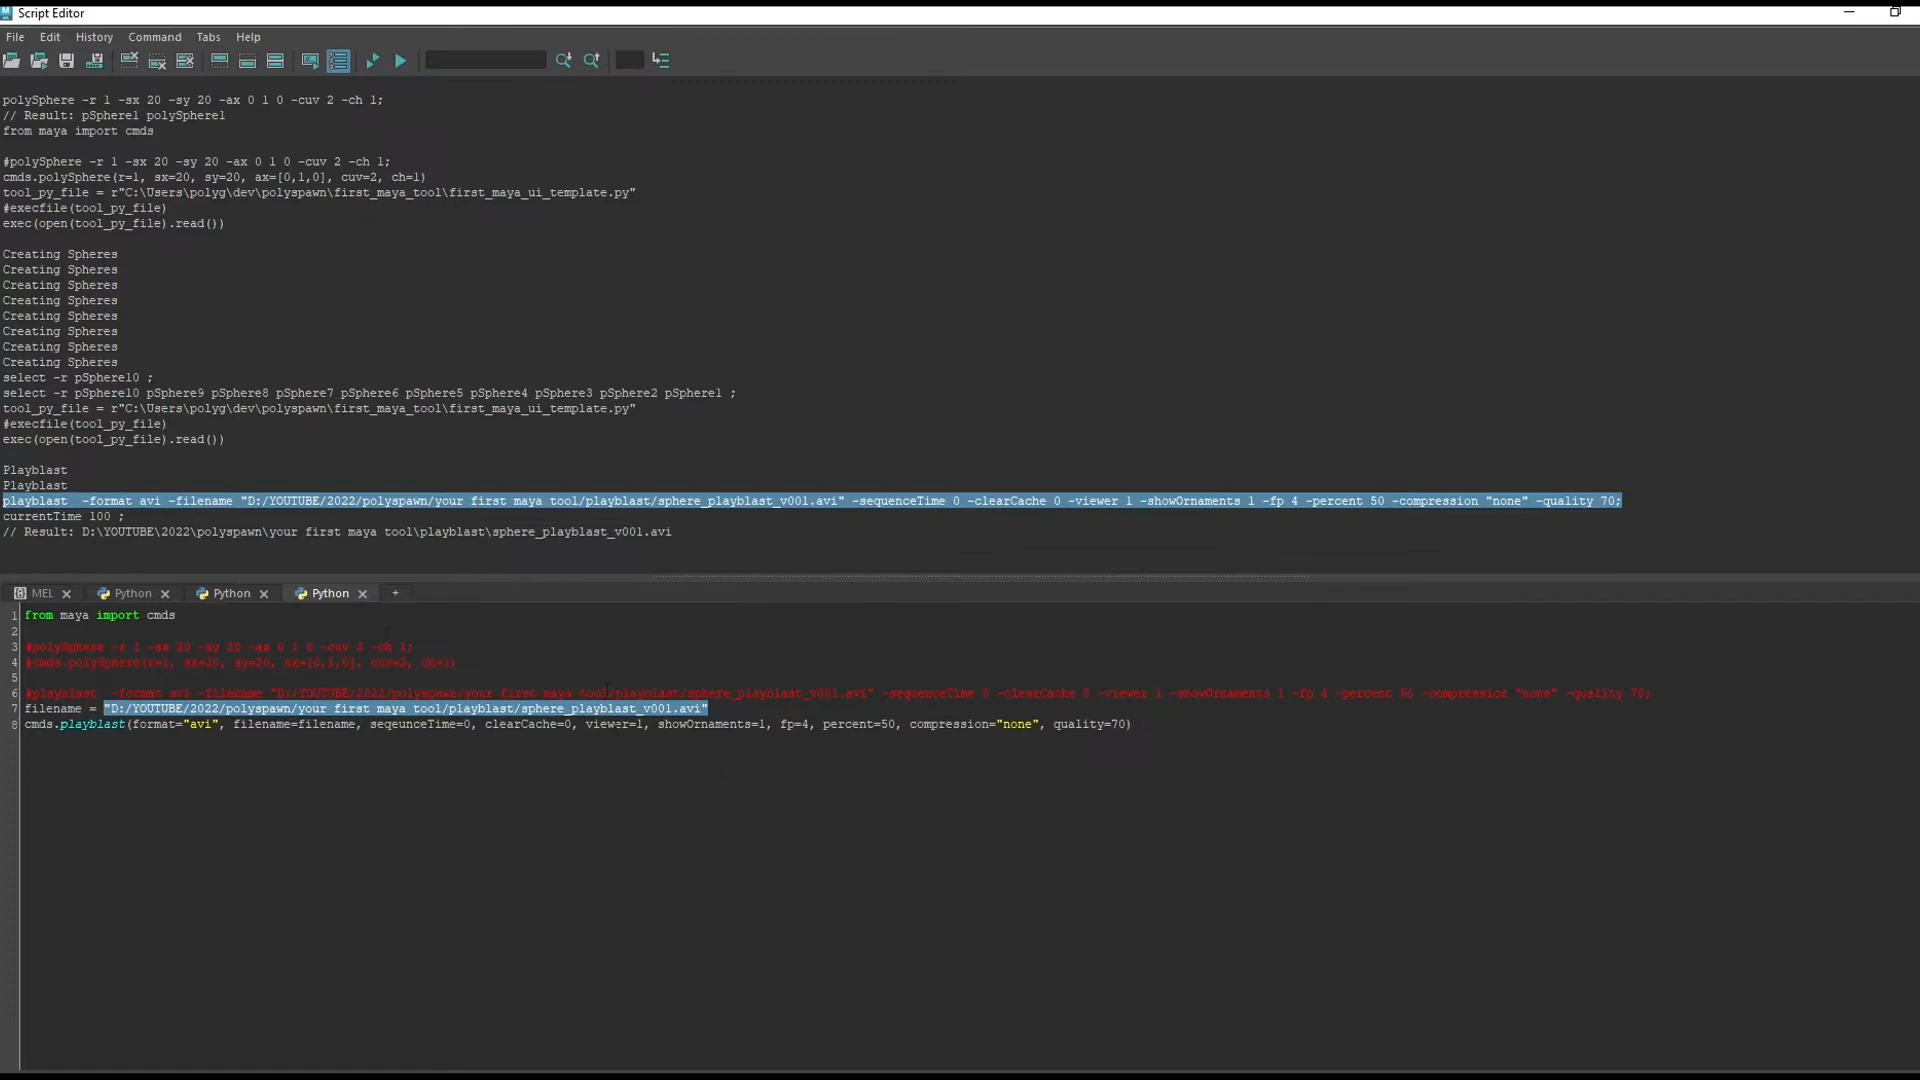 Script Editor
File Edit History Command Tabs Help
polySphere -r 1 -sx 20 -sy 20 -ax 0 1 0 -cuv 2 -ch 1;
// Result: pSphere1 polySphere1
from maya import cmds
#polySphere -r 1 -sx 20 -sy 20 -ax 0 1 0 -cuv 2 -ch 1;
cmds.polySphere(r=1, sx=20, sy=20, ax=[0,1,0], cuv=2, ch=1)
tool_py_file = r"C:\Users\polyg\dev\polyspawn\first_maya_tool\first_maya_ui_template.py"
#execfile(tool_py_file)
exec(open(tool_py_file).read())
Creating Spheres
Creating Spheres
Creating Spheres
Creating Spheres
Creating Spheres
Creating Spheres
Creating Spheres
Creating Spheres
select -r pSphere10 ;
select -r pSphere10 pSphere9 pSphere8 pSphere7 pSphere6 pSphere5 pSphere4 pSphere3 pSphere2 pSphere1 ;
tool_py_file = r"C:\Users\polyg\dev\polyspawn\first_maya_tool\first_maya_ui_template.py"
#execfile(tool_py_file)
exec(open(tool_py_file).read())
Playblast
Playblast
playblast  -format avi -filename "D:/YOUTUBE/2022/polyspawn/your first maya tool/playblast/sphere_playblast_v001.avi" -sequenceTime 0 -clearCache 0 -viewer 1 -showOrnaments 1 -fp 4 -percent 50 -compression "none" -quality 70;
currentTime 100 ;
// Result: D:\YOUTUBE\2022\polyspawn\your first maya tool\playblast\sphere_playblast_v001.avi
MEL Python Python Python +
1 from maya import cmds
2
3 #polySphere -r 1 -sx 20 -sy 20 -ax 0 1 0 -cuv 2 -ch 1;
4 #cmds.polySphere(r=1, sx=20, sy=20, ax=[0,1,0], cuv=2, ch=1)
5
6 #playblast  -format avi -filename "D:/YOUTUBE/2022/polyspawn/your first maya tool/playblast/sphere_playblast_v001.avi" -sequenceTime 0 -clearCache 0 -viewer 1 -showOrnaments 1 -fp 4 -percent 50 -compression "none" -quality 70;
7 filename = "D:/YOUTUBE/2022/polyspawn/your first maya tool/playblast/sphere_playblast_v001.avi"
8 cmds.playblast(format="avi", filename=filename, seqeunceTime=0, clearCache=0, viewer=1, showOrnaments=1, fp=4, percent=50, compression="none", quality=70)